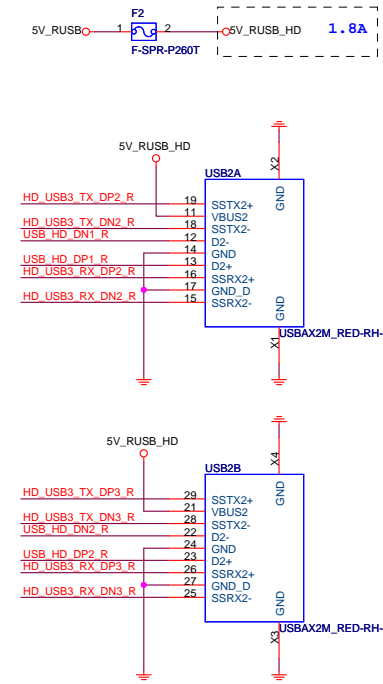 F2
5V_RUSB 1 2 5V_RUSB_HD 1.8A
F-SPR-P260T
5V_RUSB_HD
USB2A
X2
GND
HD_USB3_TX_DP2_R 19 SSTX2+
11 VBUS2
HD_USB3_TX_DN2_R 18 SSTX2-
USB_HD_DN1_R 12 D2-
14 GND
USB_HD_DP1_R 13 D2+
HD_USB3_RX_DP2_R 16 SSRX2+
17 GND_D
HD_USB3_RX_DN2_R 15 SSRX2-
GND
X1
USBAX2M_RED-RH-
5V_RUSB_HD
USB2B
X4
GND
HD_USB3_TX_DP3_R 29 SSTX2+
21 VBUS2
HD_USB3_TX_DN3_R 28 SSTX2-
USB_HD_DN2_R 22 D2-
24 GND
USB_HD_DP2_R 23 D2+
HD_USB3_RX_DP3_R 26 SSRX2+
27 GND_D
HD_USB3_RX_DN3_R 25 SSRX2-
GND
X3
USBAX2M_RED-RH-